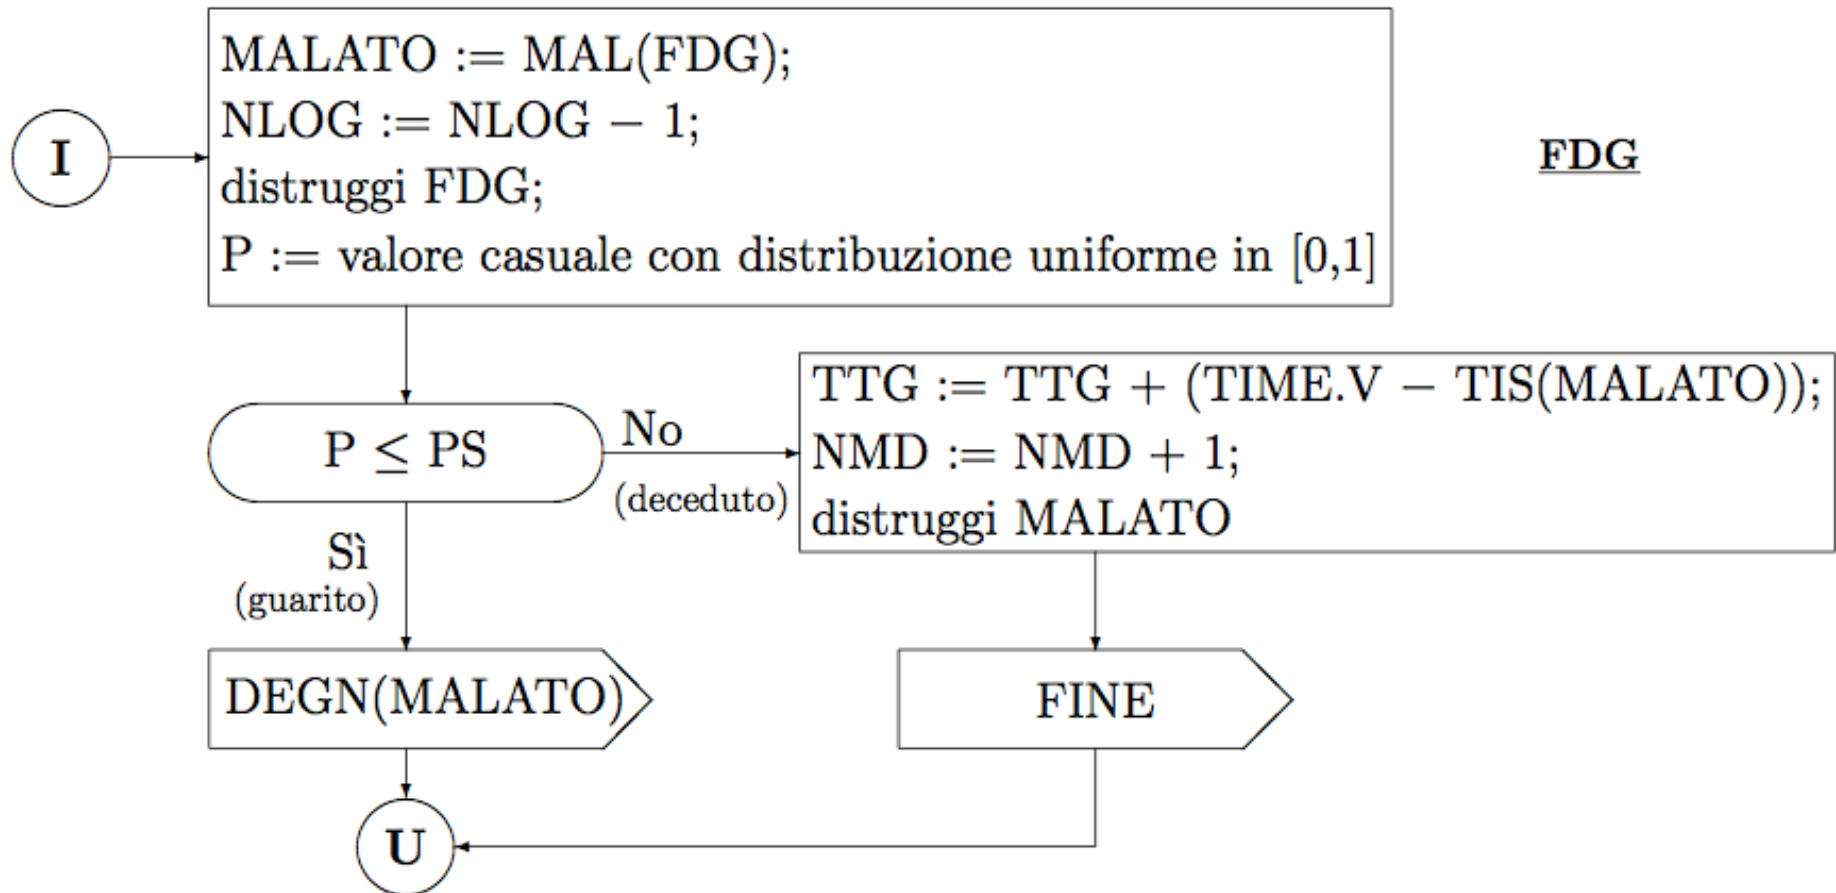 MALATO := MAL(FDG);
NLOG := NLOG − 1;
I
FDG
distruggi FDG;
P := valore casuale con distribuzione uniforme in [0,1]
TTG := TTG + (TIME.V − TIS(MALATO));
P ≤ PS
No
NMD := NMD + 1;
(deceduto)
distruggi MALATO
Sì
(guarito)
DEGN(MALATO)
FINE
U